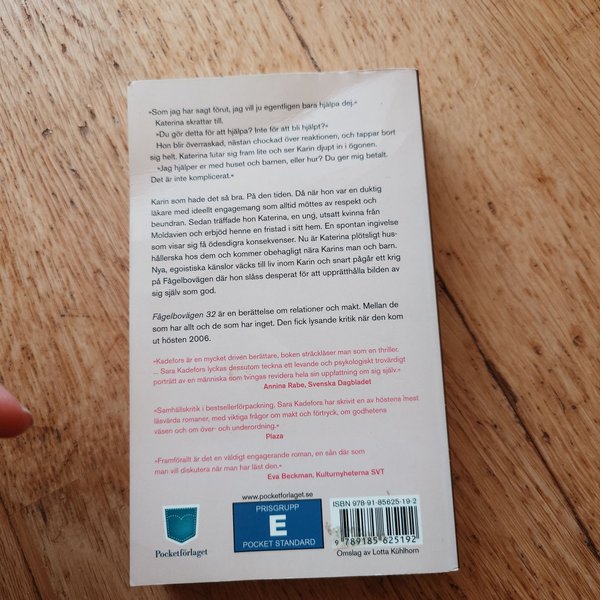 »Som jag har sagt förut, jag vill ju egentligen bara hjälpa dej.«
Katerina skrattar till.
»Du gör detta för att hjälpa? Inte för att bli hjälpt?«
Hon blir överraskad, nästan chockad över reaktionen, och tappar bort
sig helt. Katerina lutar sig fram lite och ser Karin djupt in i ögonen.
»Jag hjälper er med huset och barnen, eller hur? Du ger mig betalt.
Det är inte komplicerat.«
Karin som hade det så bra. På den tiden. Då när hon var en duktig
läkare med ideellt engagemang som alltid möttes av respekt och
beundran. Sedan träffade hon Katerina, en ung, utsatt kvinna från
Moldavien och erbjöd henne en fristad i sitt hem. En spontan ingivelse
som visar sig få ödesdigra konsekvenser. Nu är Katerina plötsligt hus-
hållerska hos dem och kommer obehagligt nära Karins man och barn.
Nya, egoistiska känslor väcks till liv inom Karin och snart pågår ett krig
på Fågelbovägen där hon slåss desperat för att upprätthålla bilden av
sig själv som god.
Fågelbovägen 32 är en berättelse om relationer och makt. Mellan de
som har allt och de som har inget. Den fick lysande kritik när den kom
ut hösten 2006.
»Kadefors är en mycket driven berättare, boken sträckläser man som en thriller.
... Sara Kadefors lyckas dessutom teckna ett levande och psykologiskt trovärdigt
porträtt av en människa som tvingas revidera hela sin uppfattning om sig själv.«
Annina Rabe, Svenska Dagbladet
»Samhällskritik i bestsellerförpackning. Sara Kadefors har skrivit en av höstens mest
läsvärda romaner, med viktiga frågor om makt och förtryck, om godhetens
väsen och om över- och underordning.«
Plaza
»Framförallt är det en väldigt engagerande roman, en sån där som
man vill diskutera när man har läst den.«
Eva Beckman, Kulturnyheterna SVT
www.pocketforlaget.se
Pocketförlaget
PRISGRUPP
E
POCKET STANDARD
ISBN 978-91-85625-19-2
9 789185 625192
Omslag av Lotta Kühlhorn